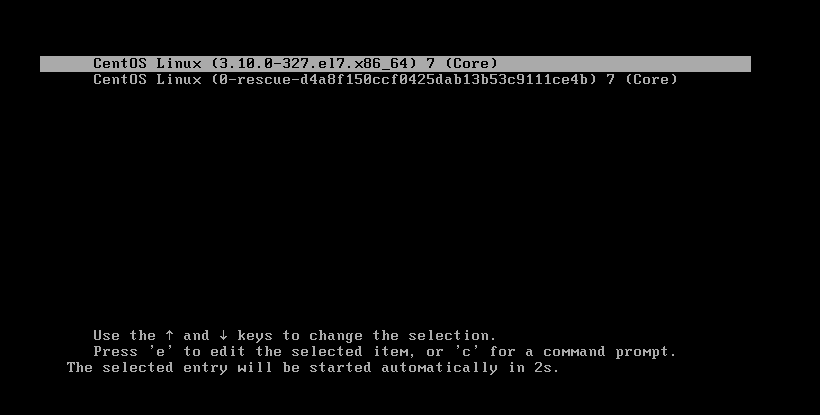 CentOS Linux (3.10.0-327.el7.x86_64) 7 (Core)
CentOS Linux (0-rescue-d4a8f150ccf0425dab13b53c9111ce4b) 7 (Core)
Use the ↑ and ↓ keys to change the selection.
Press 'e' to edit the selected item, or 'c' for a command prompt.
The selected entry will be started automatically in 2s.